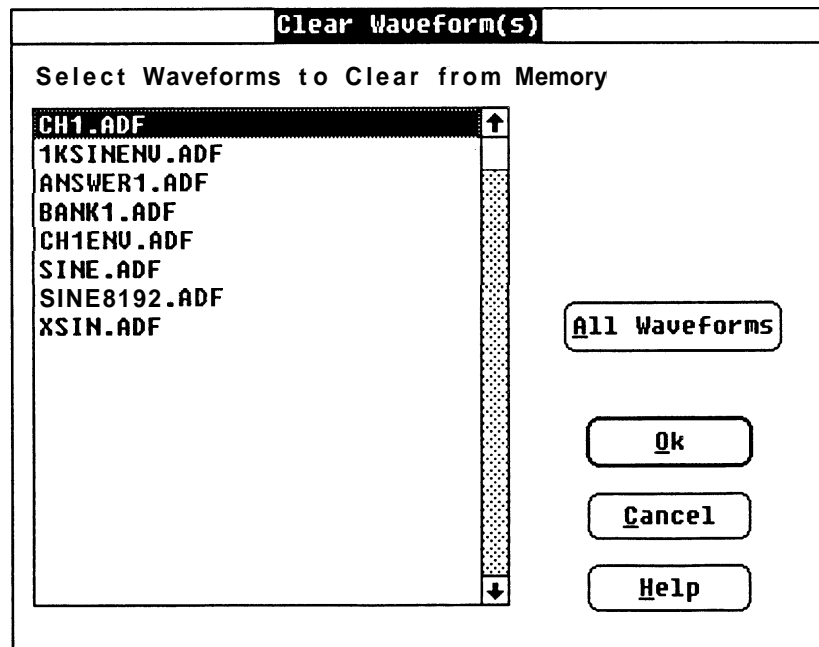 Clear Waveform(s)
Select Waveforms to Clear from Memory
CH1.ADF
1KSINENV.ADF
ANSWER1.ADF
BANK1.ADF
CH1ENV.ADF
SINE.ADF
SINE8192.ADF
XSIN.ADF
All Waveforms
Ok
Cancel
Help